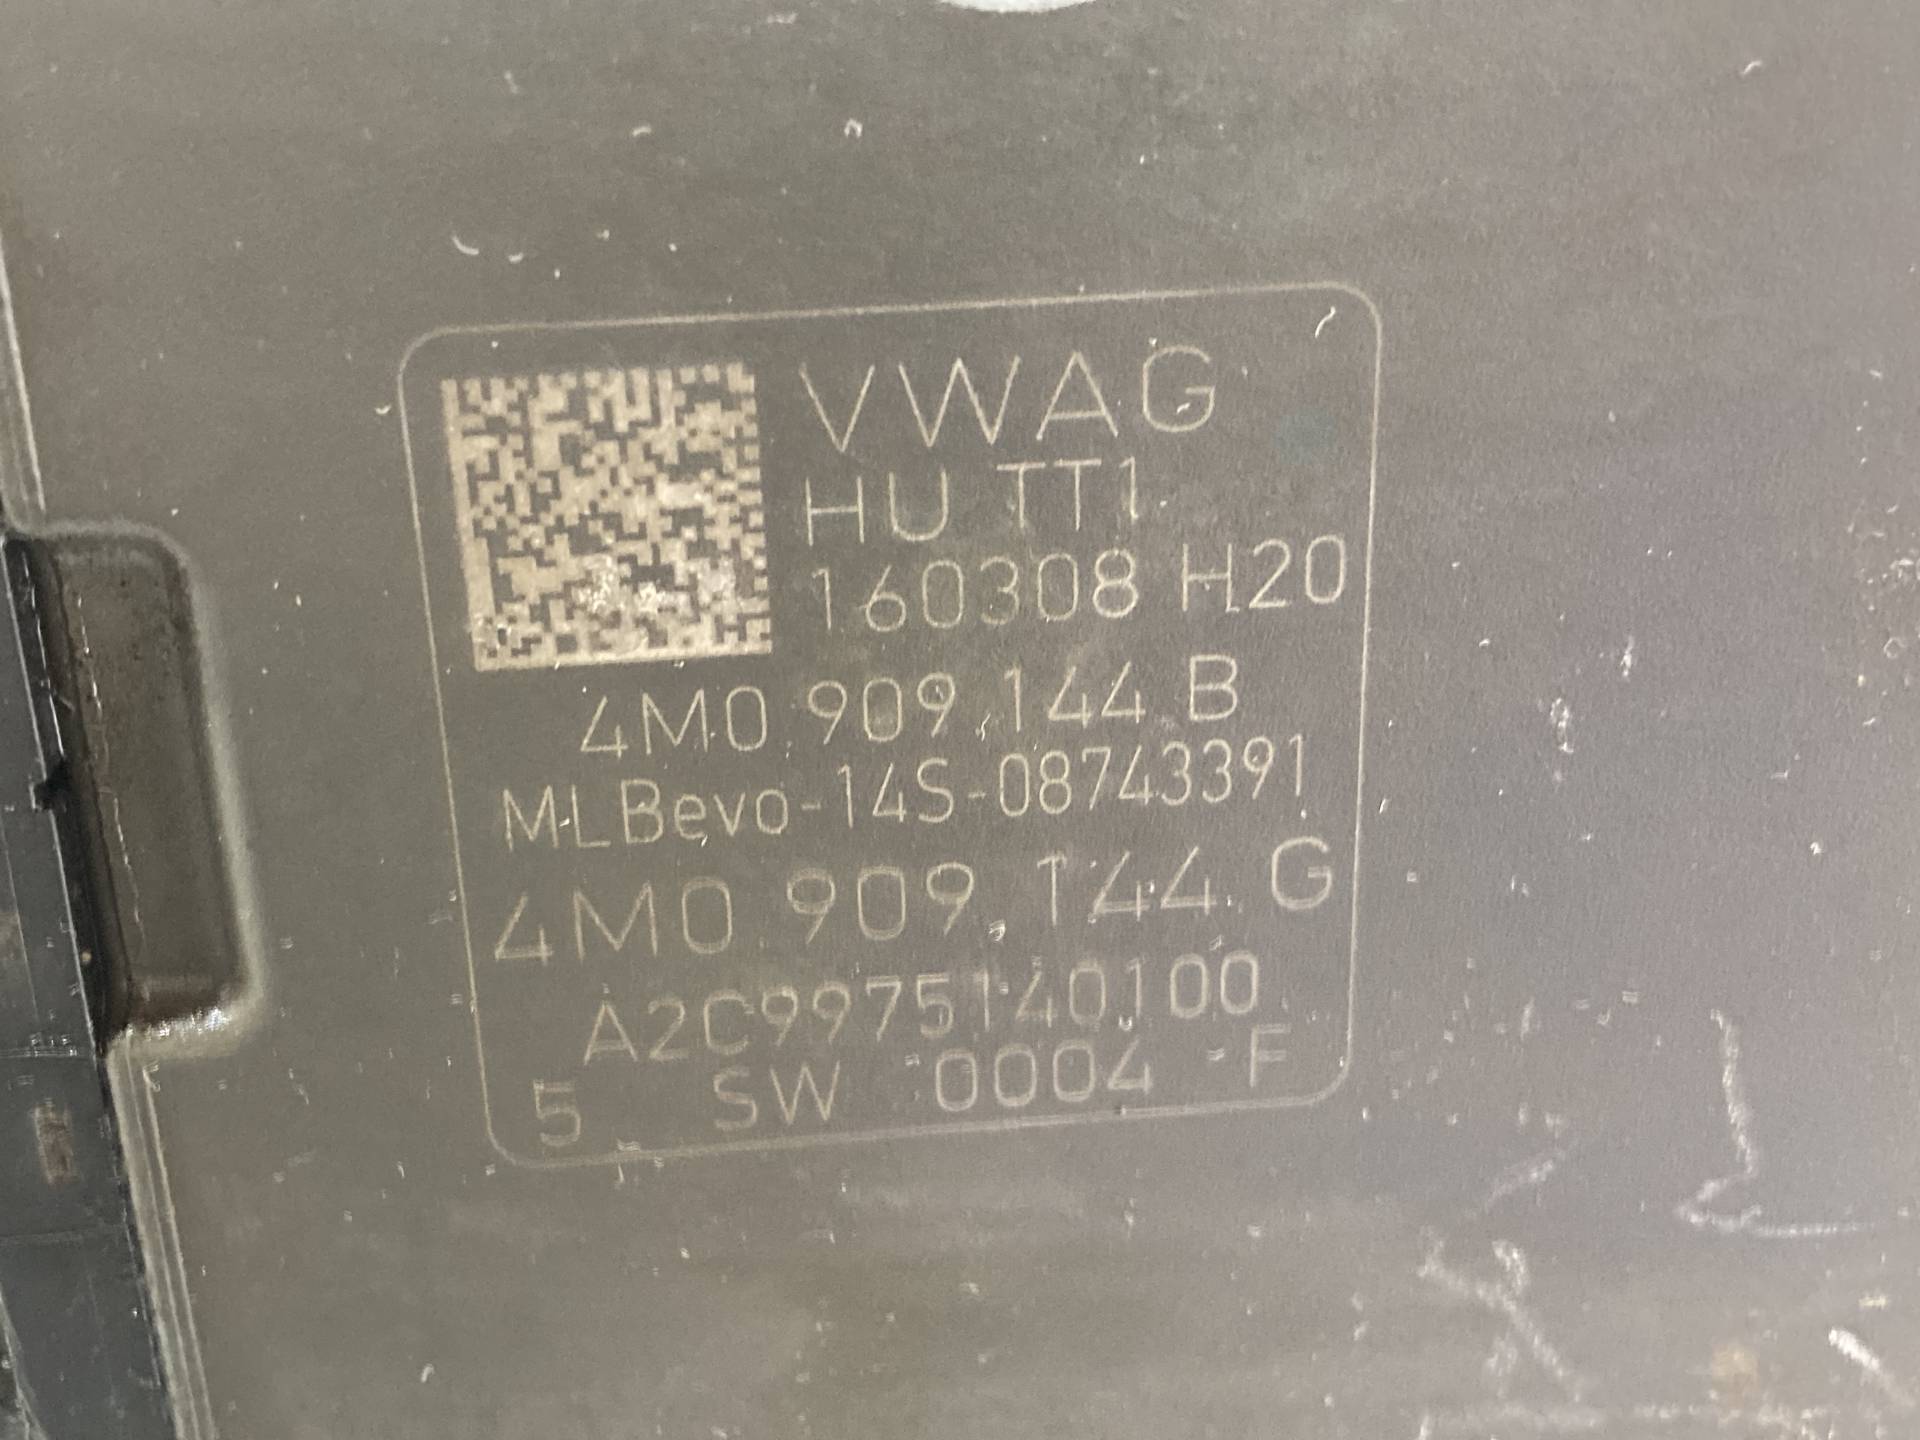 VWAG
HU TT1
160308 H20
4M0.909.144 B
MLBevo-14S-08743391
4M0.909.144. G
A2C9975140100
5 SW 0004 F